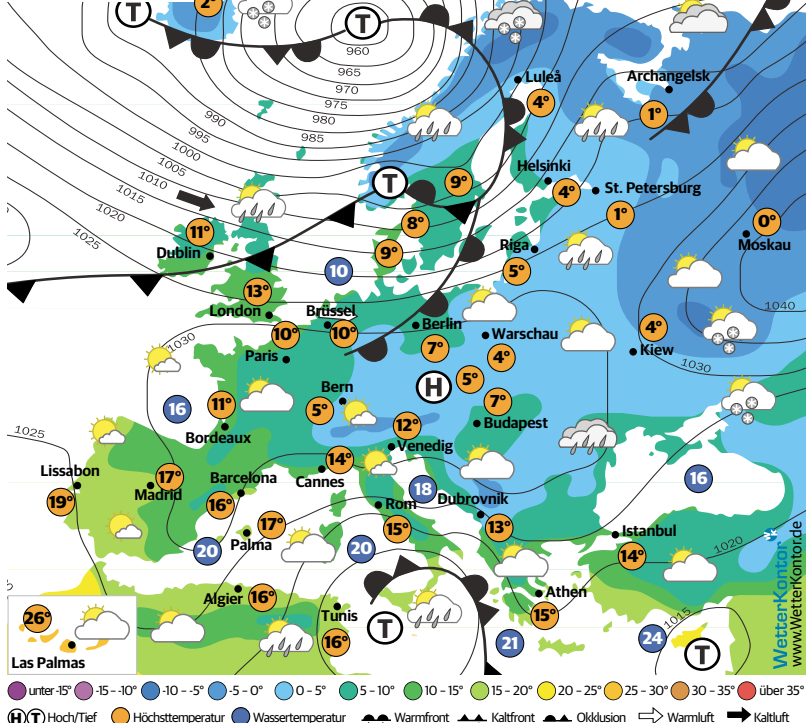 T
2°
T
960
965
970
975
980
985
990
995
1000
1005
1010
1015
1020
1025
Luleå
4°
Archangelsk
1°
Helsinki
4°
St. Petersburg
1°
0°
Moskau
T
9°
8°
9°
11°
Dublin
Riga
5°
10
13°
London
Brüssel
10°
10°
Paris
Berlin
7°
Warschau
4°
4°
Kiew
1040
1030
1030
H
5°
7°
Budapest
Bern
5°
16
11°
Bordeaux
12°
Venedig
1025
Lissabon
19°
17°
Madrid
Barcelona
16°
14°
Cannes
18
Dubrovnik
13°
16
Rom
15°
17°
Palma
20
20
Istanbul
14°
1020
Algier
16°
Tunis
16°
T
Athen
15°
21
24
1015
T
26°
Las Palmas
WetterKontor
www.WetterKontor.de
unter -15° -15 - -10° -10 - -5° -5 - 0° 0 - 5° 5 - 10° 10 - 15° 15 - 20° 20 - 25° 25 - 30° 30 - 35° über 35°
H T Hoch/Tief Höchsttemperatur Wassertemperatur Warmfront Kaltfront Okklusion Warmluft Kaltluft